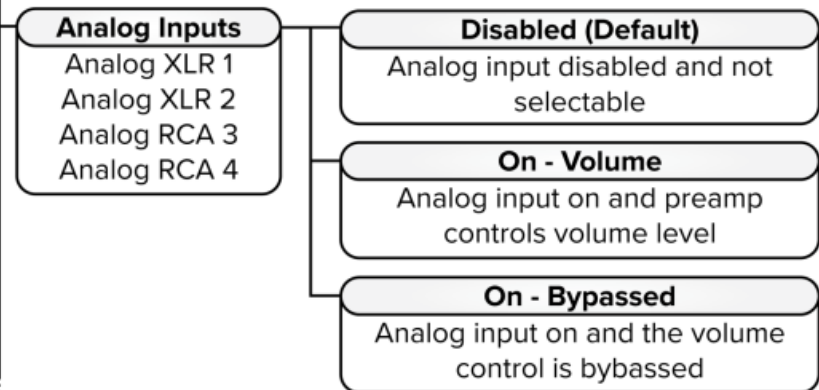 Analog Inputs
Analog XLR 1
Analog XLR 2
Analog RCA 3
Analog RCA 4
Disabled (Default)
Analog input disabled and not
selectable
On - Volume
Analog input on and preamp
controls volume level
On - Bypassed
Analog input on and the volume
control is bybassed